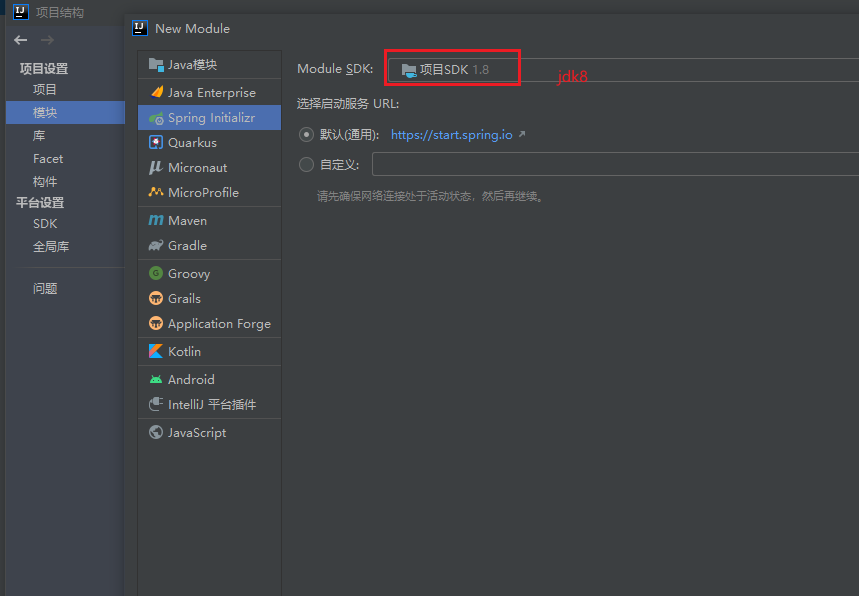 项目结构
New Module
项目设置
项目
模块
库
Facet
构件
平台设置
SDK
全局库
问题
Java模块
Java Enterprise
Spring Initializr
Quarkus
Micronaut
MicroProfile
Maven
Gradle
Groovy
Grails
Application Forge
Kotlin
Android
IntelliJ 平台插件
JavaScript
Module SDK: 项目SDK 1.8 jdk8
选择启动服务 URL:
默认(通用): https://start.spring.io
自定义:
请先确保网络连接处于活动状态，然后再继续。